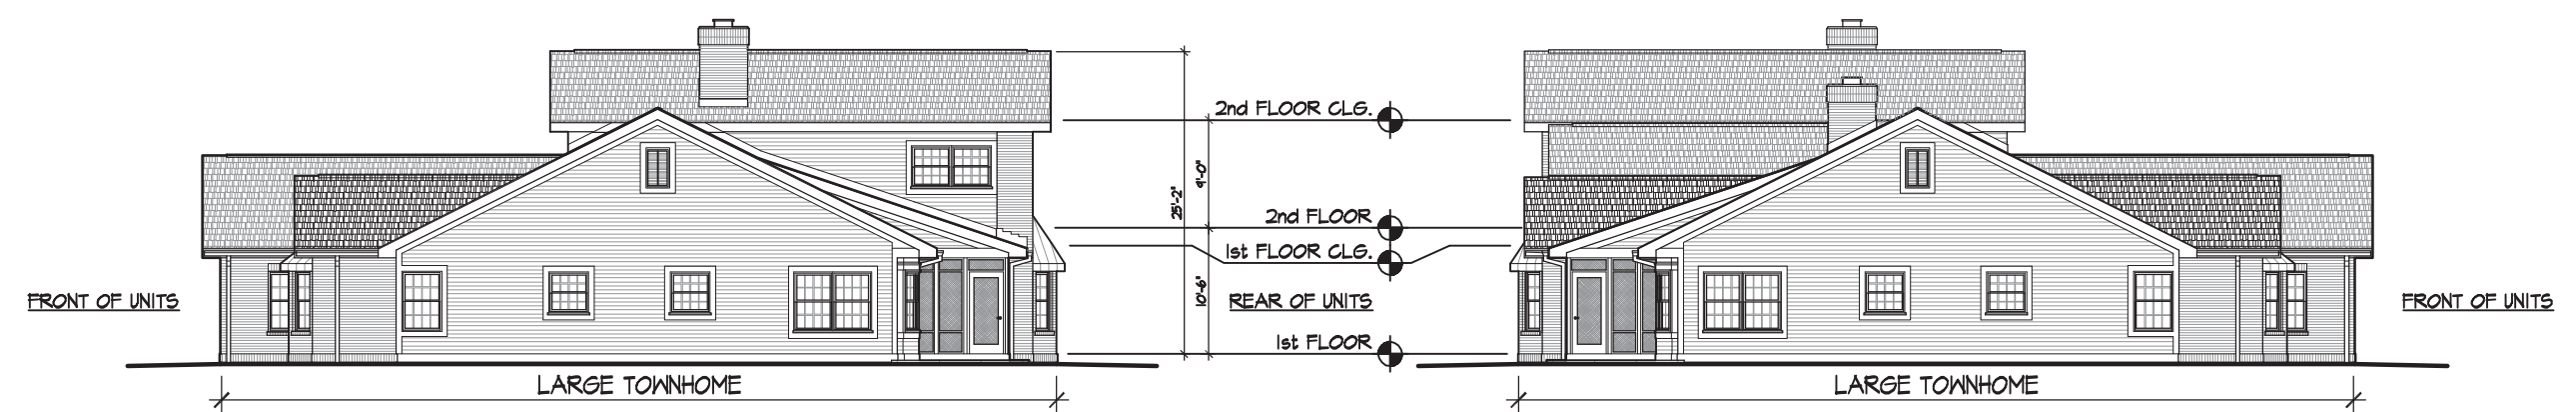 2nd FLOOR CLG.
9'-0"
25'-2"
2nd FLOOR
1st FLOOR CLG.
10'-6"
FRONT OF UNITS
REAR OF UNITS
FRONT OF UNITS
1st FLOOR
LARGE TOWNHOME
LARGE TOWNHOME